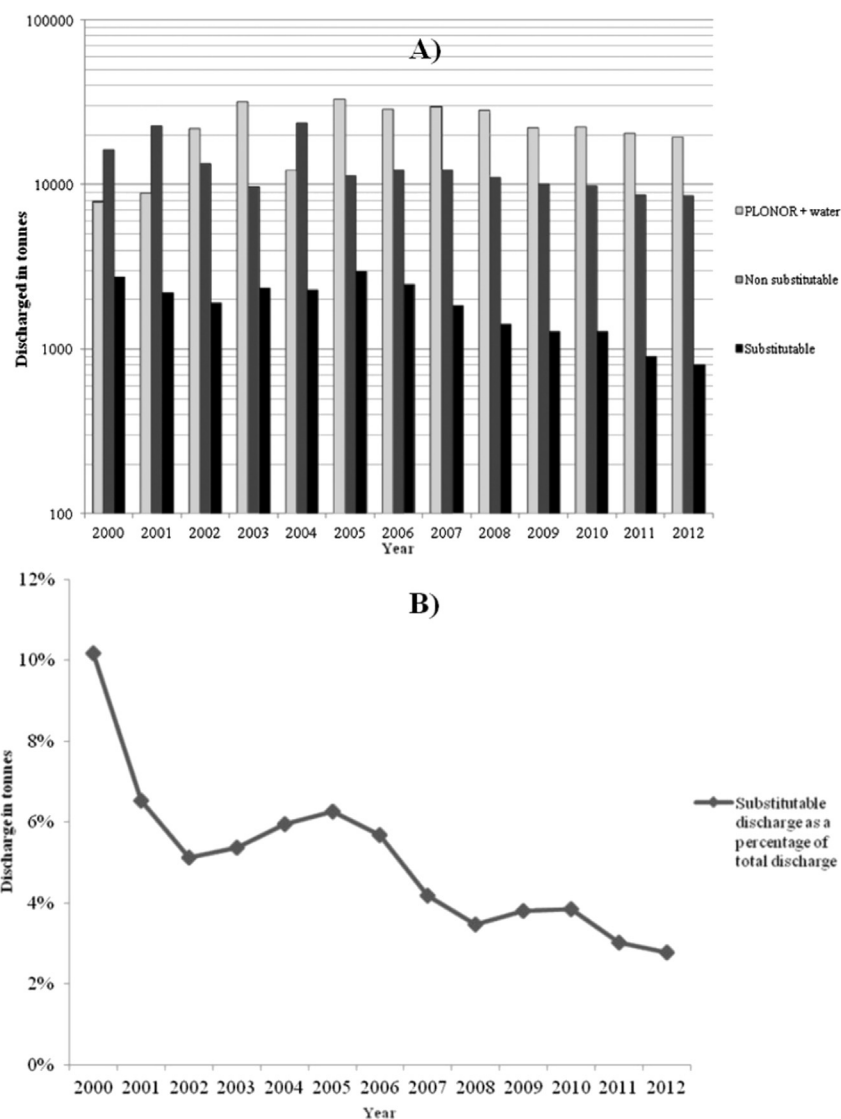 A)
100000
10000
1000
100
Discharged in tonnes
2000 2001 2002 2003 2004 2005 2006 2007 2008 2009 2010 2011 2012
Year
PLONOR + water
Non substitutable
Substitutable
B)
12%
10%
8%
6%
4%
2%
0%
Discharge in tonnes
2000 2001 2002 2003 2004 2005 2006 2007 2008 2009 2010 2011 2012
Year
Substitutable
discharge as a
percentage of
total discharge